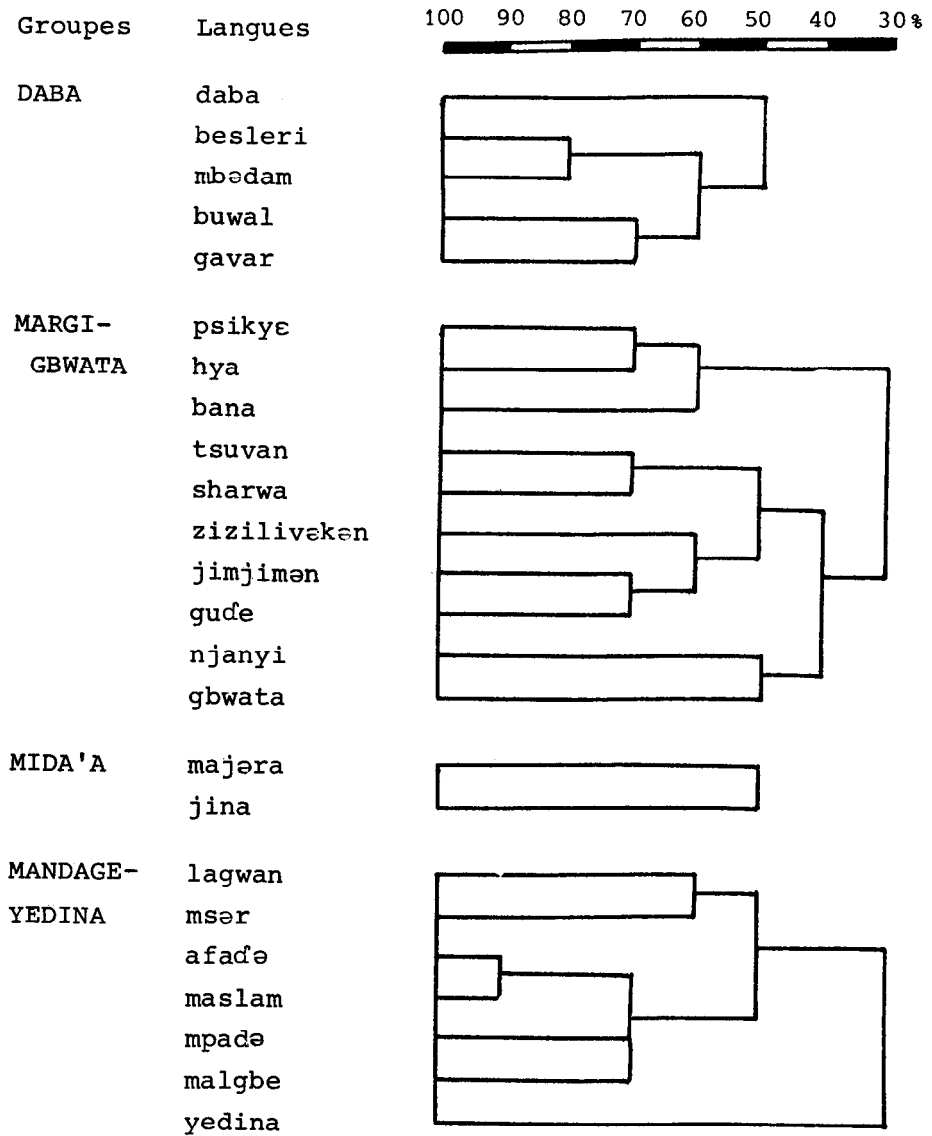 Groupes Langues 100 90 80 70 60 50 40 30%
DABA daba
besleri
mbədam
buwal
gavar
MARGI- psikyɛ
GBWATA hya
bana
tsuvan
sharwa
zizilivəkən
jimjimən
guɗe
njanyi
gbwata
MIDA'A majəra
jina
MANDAGE- lagwan
YEDINA msər
afaɗə
maslam
mpadə
malgbe
yedina